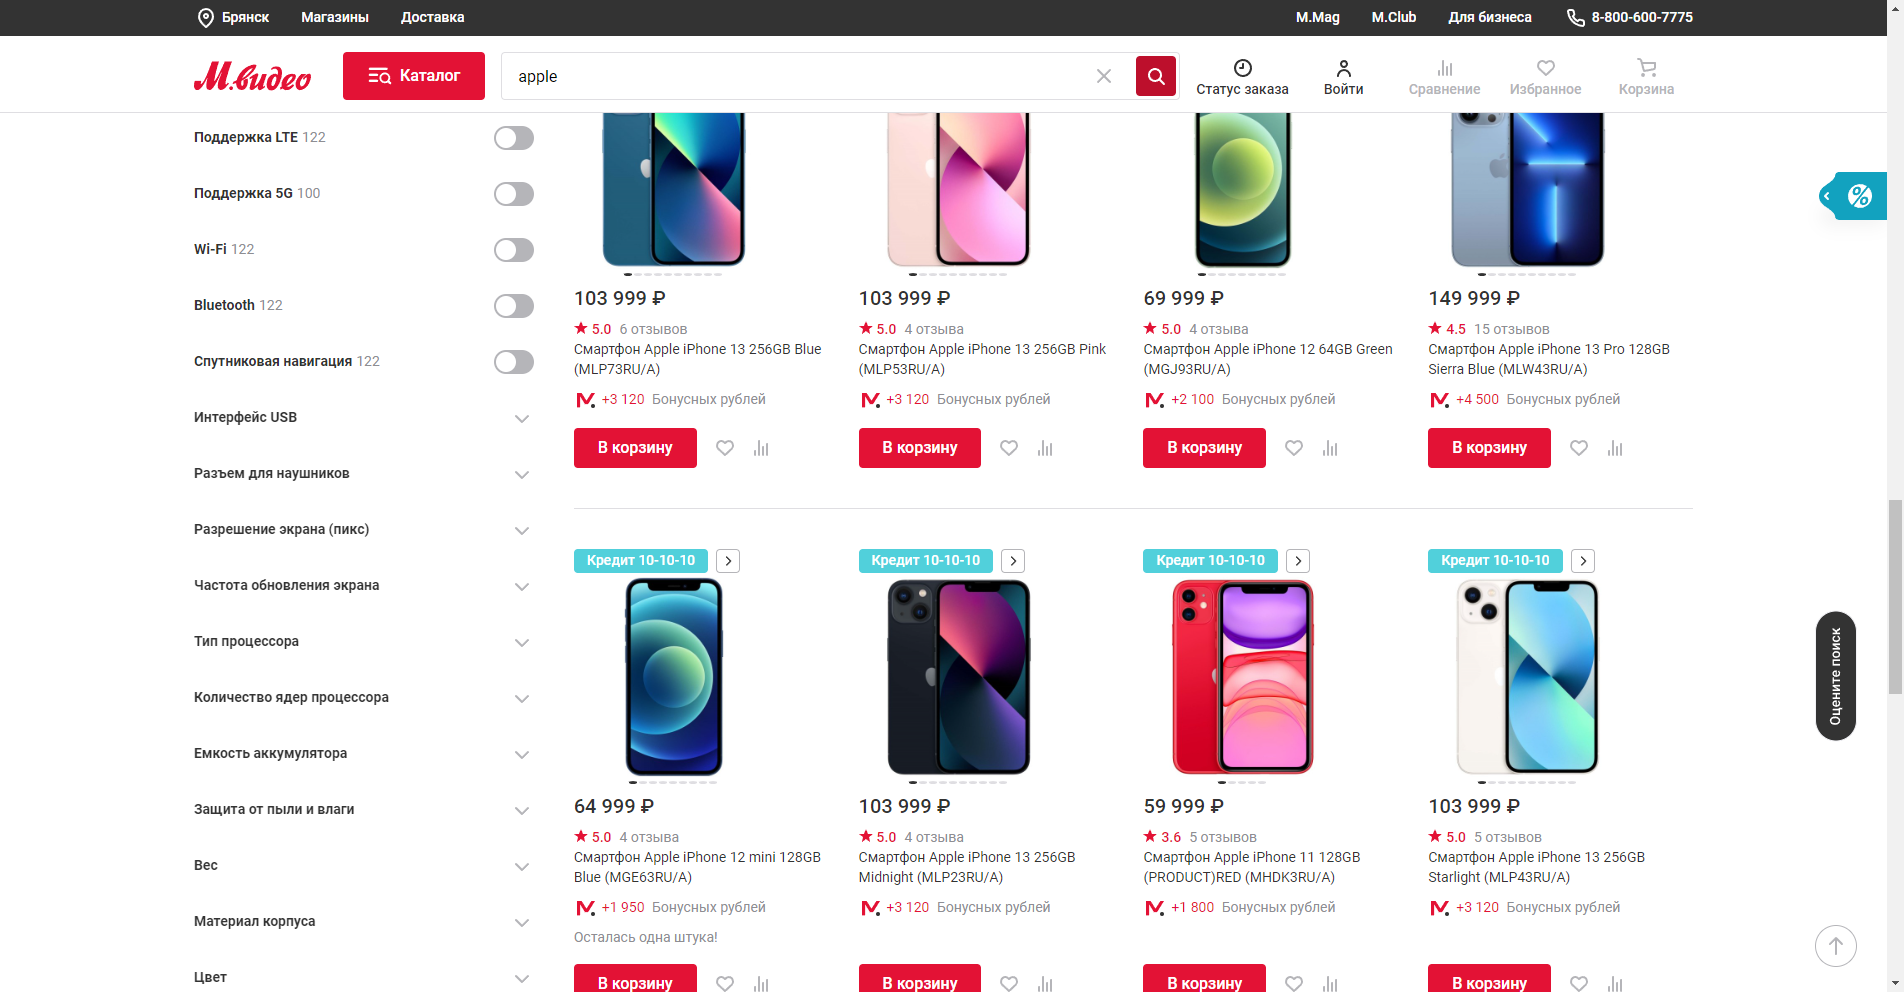 Брянск
Магазины
Доставка
M.Mag
M.Club
Для бизнеса
8-800-600-7775
М.видео
Каталог
apple
Статус заказа
Войти
Сравнение
Избранное
Корзина
Поддержка LTE 122
Поддержка 5G 100
Wi-Fi 122
Bluetooth 122
Спутниковая навигация 122
Интерфейс USB
Разъем для наушников
Разрешение экрана (пикс)
Частота обновления экрана
Тип процессора
Количество ядер процессора
Емкость аккумулятора
Защита от пыли и влаги
Вес
Материал корпуса
Цвет
103 999 ₽
5.0 6 отзывов
Смартфон Apple iPhone 13 256GB Blue
(MLP73RU/A)
+3 120 Бонусных рублей
В корзину
103 999 ₽
5.0 4 отзыва
Смартфон Apple iPhone 13 256GB Pink
(MLP53RU/A)
+3 120 Бонусных рублей
В корзину
69 999 ₽
5.0 4 отзыва
Смартфон Apple iPhone 12 64GB Green
(MGJ93RU/A)
+2 100 Бонусных рублей
В корзину
149 999 ₽
4.5 15 отзывов
Смартфон Apple iPhone 13 Pro 128GB
Sierra Blue (MLW43RU/A)
+4 500 Бонусных рублей
В корзину
Кредит 10-10-10
64 999 ₽
5.0 4 отзыва
Смартфон Apple iPhone 12 mini 128GB
Blue (MGE63RU/A)
+1 950 Бонусных рублей
Осталась одна штука!
В корзину
Кредит 10-10-10
103 999 ₽
5.0 4 отзыва
Смартфон Apple iPhone 13 256GB
Midnight (MLP23RU/A)
+3 120 Бонусных рублей
В корзину
Кредит 10-10-10
59 999 ₽
3.6 5 отзывов
Смартфон Apple iPhone 11 128GB
(PRODUCT)RED (MHDK3RU/A)
+1 800 Бонусных рублей
В корзину
Кредит 10-10-10
103 999 ₽
5.0 5 отзывов
Смартфон Apple iPhone 13 256GB
Starlight (MLP43RU/A)
+3 120 Бонусных рублей
В корзину
%
Оцените поиск